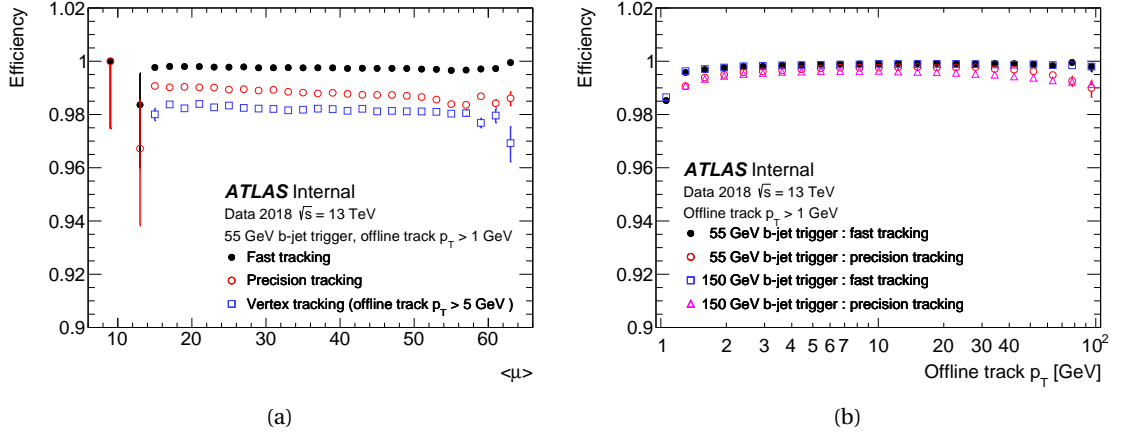 Efficiency
1.02
1
0.98
0.96
0.94
0.92
0.9
ATLAS Internal
Data 2018 √s = 13 TeV
55 GeV b-jet trigger, offline track p_T > 1 GeV
Fast tracking
Precision tracking
Vertex tracking (offline track p_T > 5 GeV )
10 20 30 40 50 60
<μ>
(a)
Efficiency
1.02
1
0.98
0.96
0.94
0.92
0.9
ATLAS Internal
Data 2018 √s = 13 TeV
Offline track p_T > 1 GeV
55 GeV b-jet trigger : fast tracking
55 GeV b-jet trigger : precision tracking
150 GeV b-jet trigger : fast tracking
150 GeV b-jet trigger : precision tracking
1 2 3 4 5 6 7 10 20 30 40 10²
Offline track p_T [GeV]
(b)